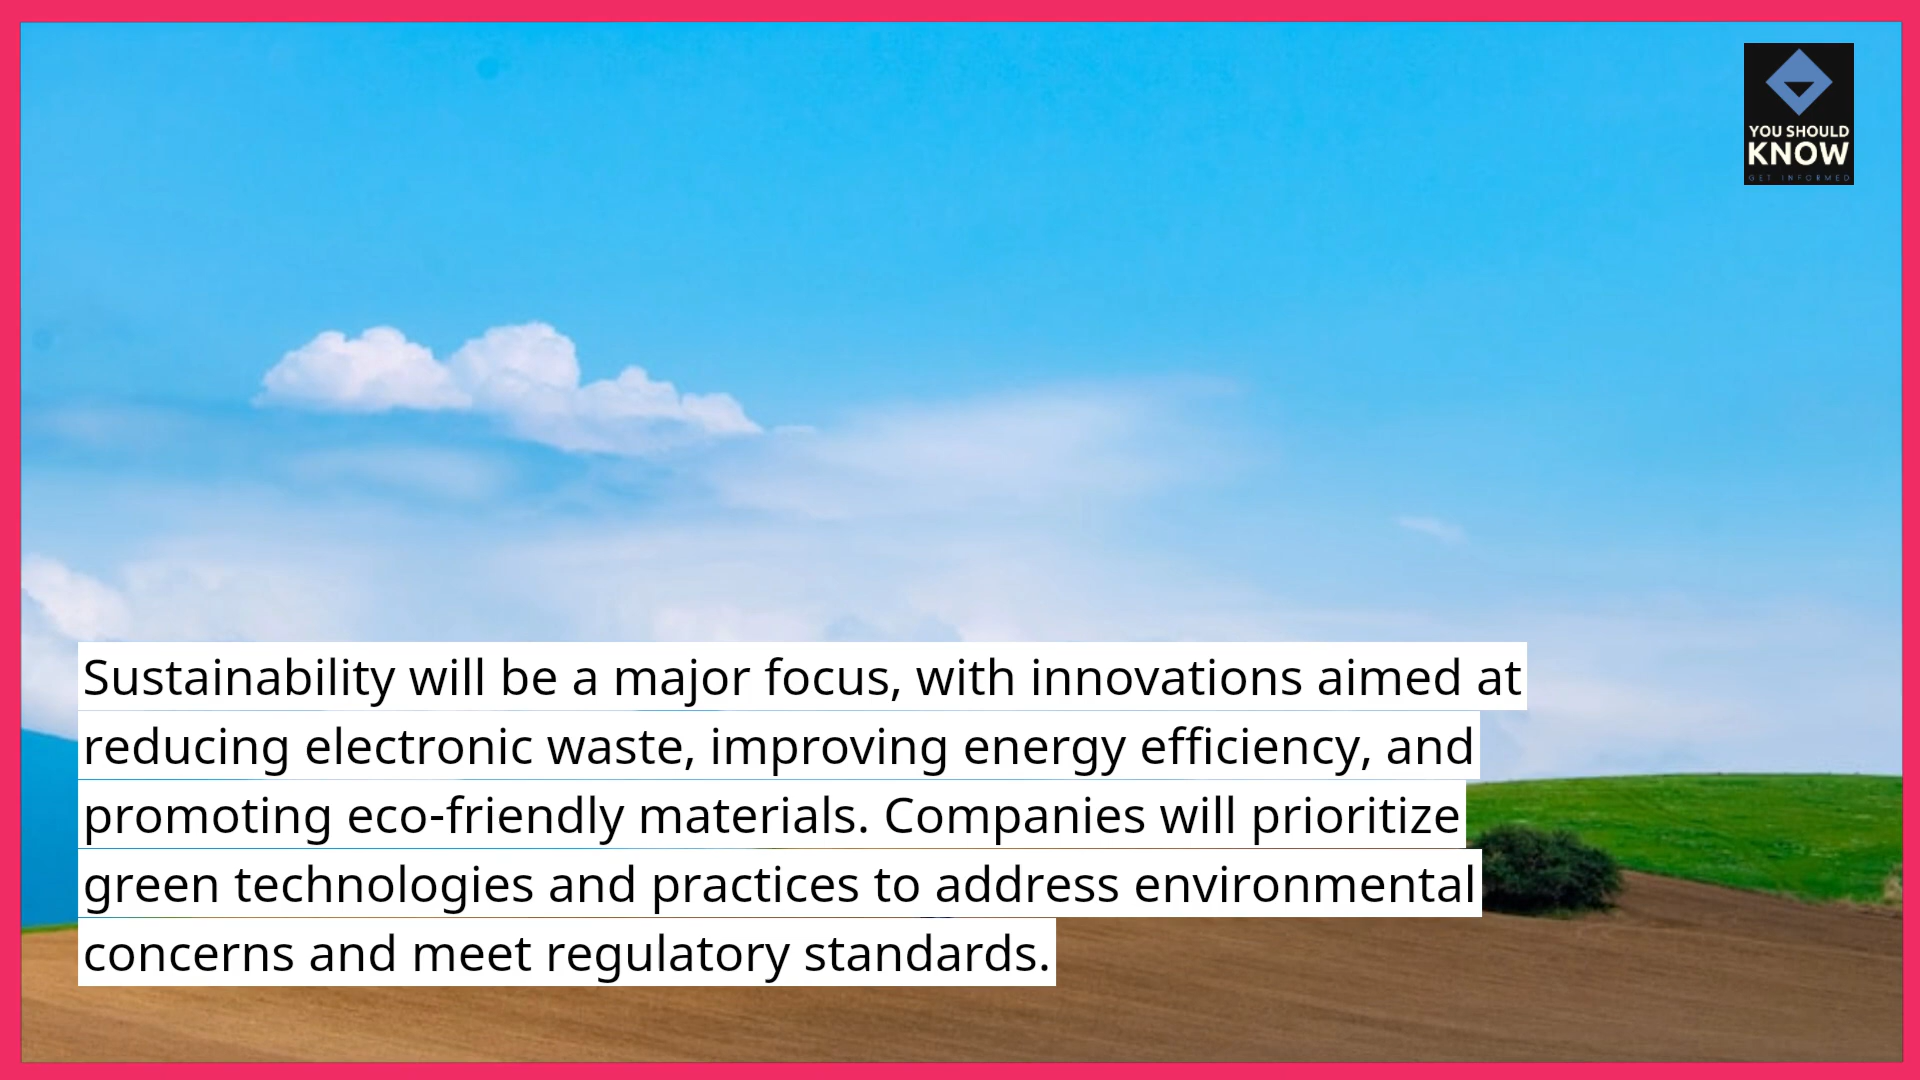 YOU SHOULD
KNOW
GET INFORMED
Sustainability will be a major focus, with innovations aimed at
reducing electronic waste, improving energy efficiency, and
promoting eco-friendly materials. Companies will prioritize
green technologies and practices to address environmental
concerns and meet regulatory standards.